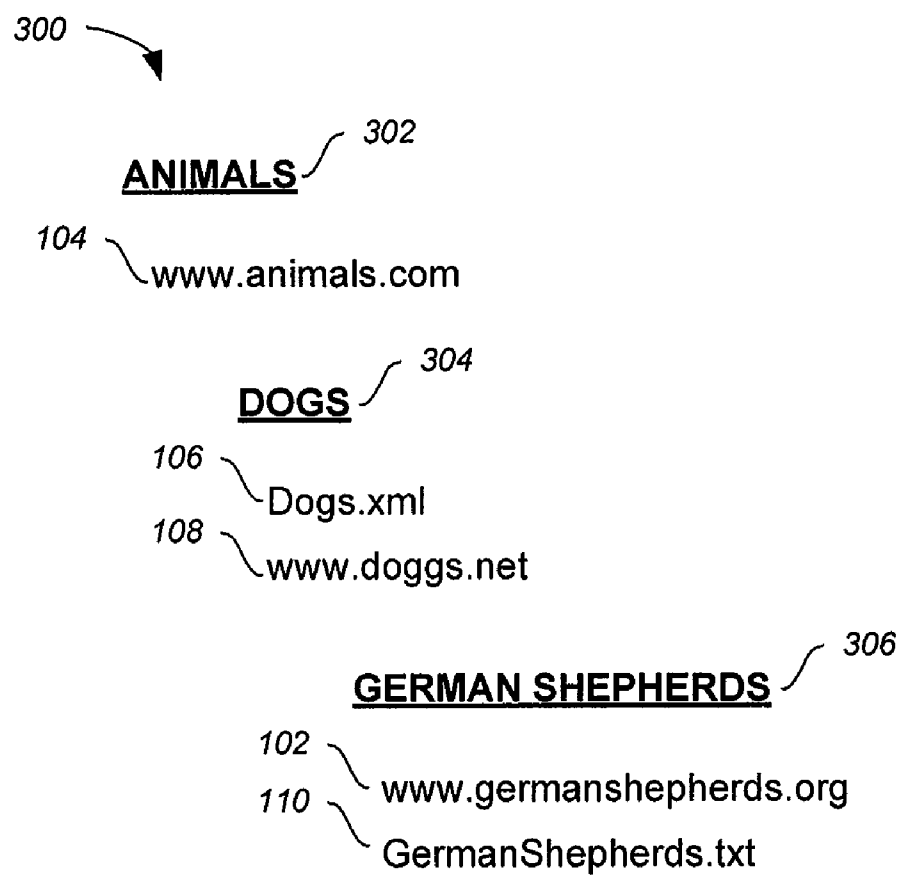 300
302
ANIMALS
104
www.animals.com
304
DOGS
106
Dogs.xml
108
www.doggs.net
306
GERMAN SHEPHERDS
102
www.germanshepherds.org
110
GermanShepherds.txt